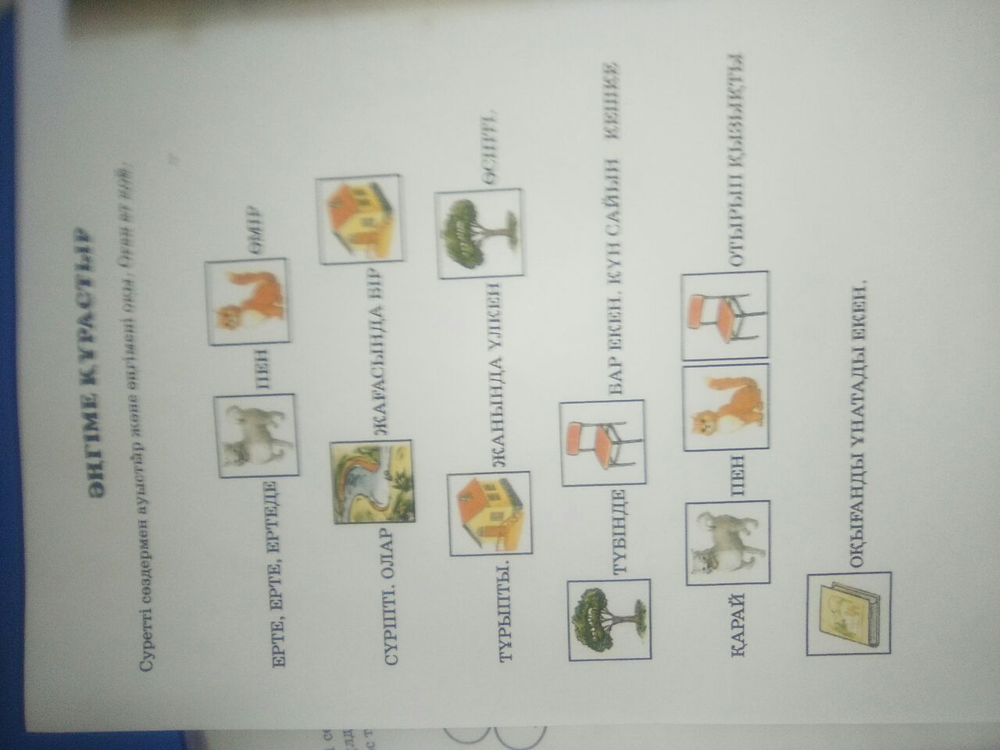 ӘҢГІМЕ ҚҰРАСТЫР
Суретті сөздермен ауыстыр және әңгімені оқы. Оған ат қой.
ЕРТЕ, ЕРТЕ, ЕРТЕДЕ ПЕН ӨМІР
СҮРІПТІ. ОЛАР ЖАҒАСЫНДА БІР
ТҰРЫПТЫ. ЖАНЫНДА ҮЛКЕН ӨСІПТІ.
ТҮБІНДЕ БАР ЕКЕН. КҮН САЙЫН КЕШКЕ
ҚАРАЙ ПЕН ОТЫРЫП ҚЫЗЫҚТЫ
ОҚЫҒАНДЫ ҰНАТАДЫ ЕКЕН.